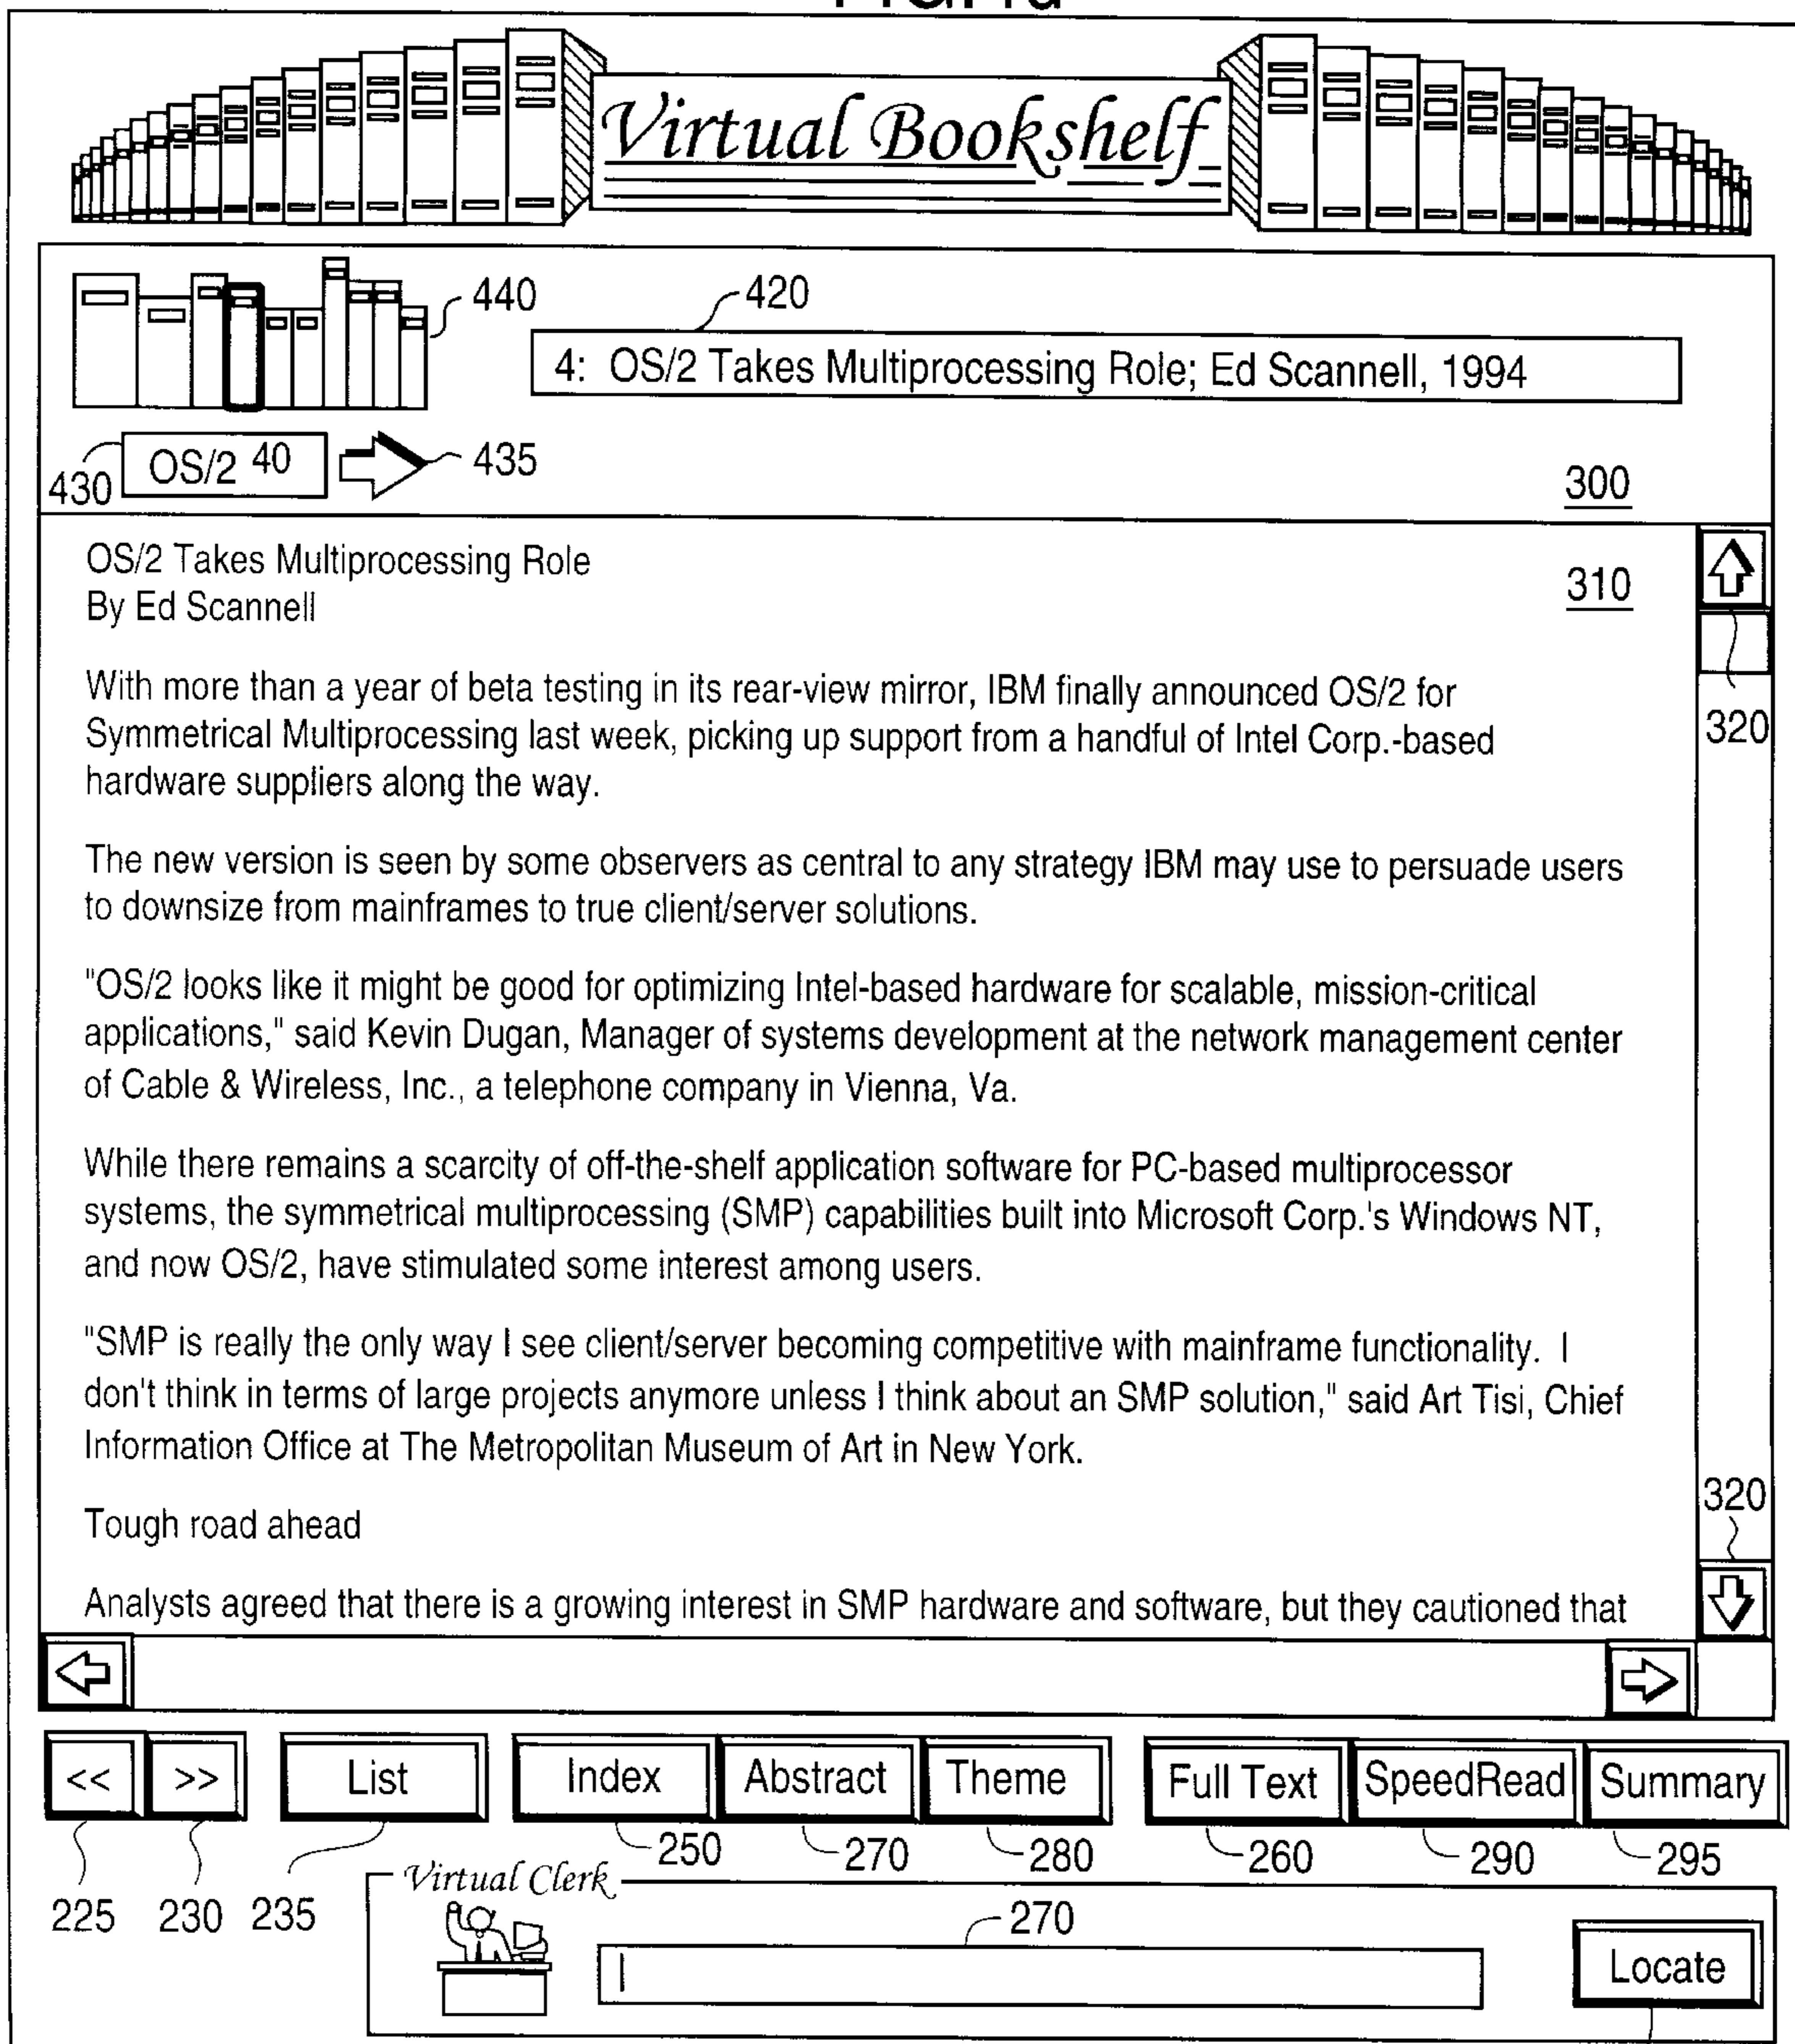 Virtual Bookshelf
440
420
4: OS/2 Takes Multiprocessing Role; Ed Scannell, 1994
430
OS/2 40
435
300
OS/2 Takes Multiprocessing Role
310
By Ed Scannell
With more than a year of beta testing in its rear-view mirror, IBM finally announced OS/2 for
320
Symmetrical Multiprocessing last week, picking up support from a handful of Intel Corp.-based
hardware suppliers along the way.
The new version is seen by some observers as central to any strategy IBM may use to persuade users
to downsize from mainframes to true client/server solutions.
"OS/2 looks like it might be good for optimizing Intel-based hardware for scalable, mission-critical
applications," said Kevin Dugan, Manager of systems development at the network management center
of Cable & Wireless, Inc., a telephone company in Vienna, Va.
While there remains a scarcity of off-the-shelf application software for PC-based multiprocessor
systems, the symmetrical multiprocessing (SMP) capabilities built into Microsoft Corp.'s Windows NT,
and now OS/2, have stimulated some interest among users.
"SMP is really the only way I see client/server becoming competitive with mainframe functionality. I
don't think in terms of large projects anymore unless I think about an SMP solution," said Art Tisi, Chief
Information Office at The Metropolitan Museum of Art in New York.
320
Tough road ahead
Analysts agreed that there is a growing interest in SMP hardware and software, but they cautioned that
<< >> List Index Abstract Theme Full Text SpeedRead Summary
250 270 280 260 290 295
225 230 235
Virtual Clerk
270
Locate